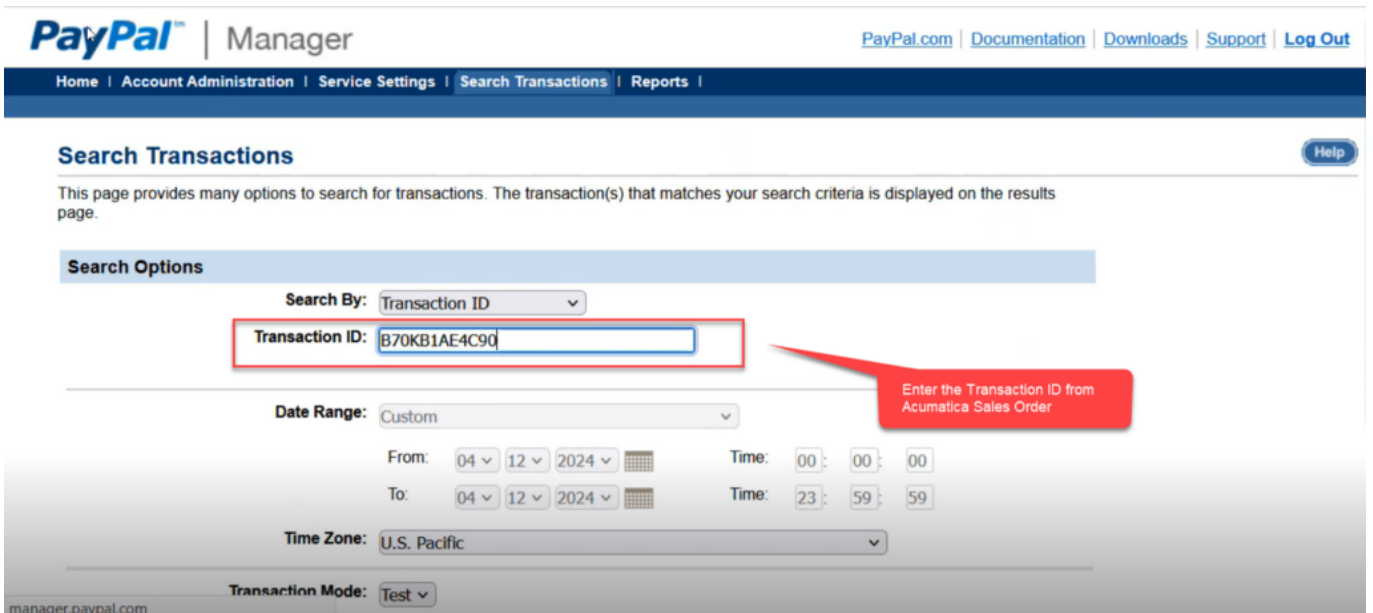 PayPal™ | Manager
PayPal.com | Documentation | Downloads | Support | Log Out
Home | Account Administration | Service Settings | Search Transactions | Reports |
Search Transactions
Help
This page provides many options to search for transactions. The transaction(s) that matches your search criteria is displayed on the results
page.
Search Options
Search By: Transaction ID
Transaction ID: B70KB1AE4C90
Enter the Transaction ID from
Acumatica Sales Order
Date Range: Custom
From: 04 12 2024 Time: 00 : 00 : 00
To: 04 12 2024 Time: 23 : 59 : 59
Time Zone: U.S. Pacific
Transaction Mode: Test
manager.paypal.com